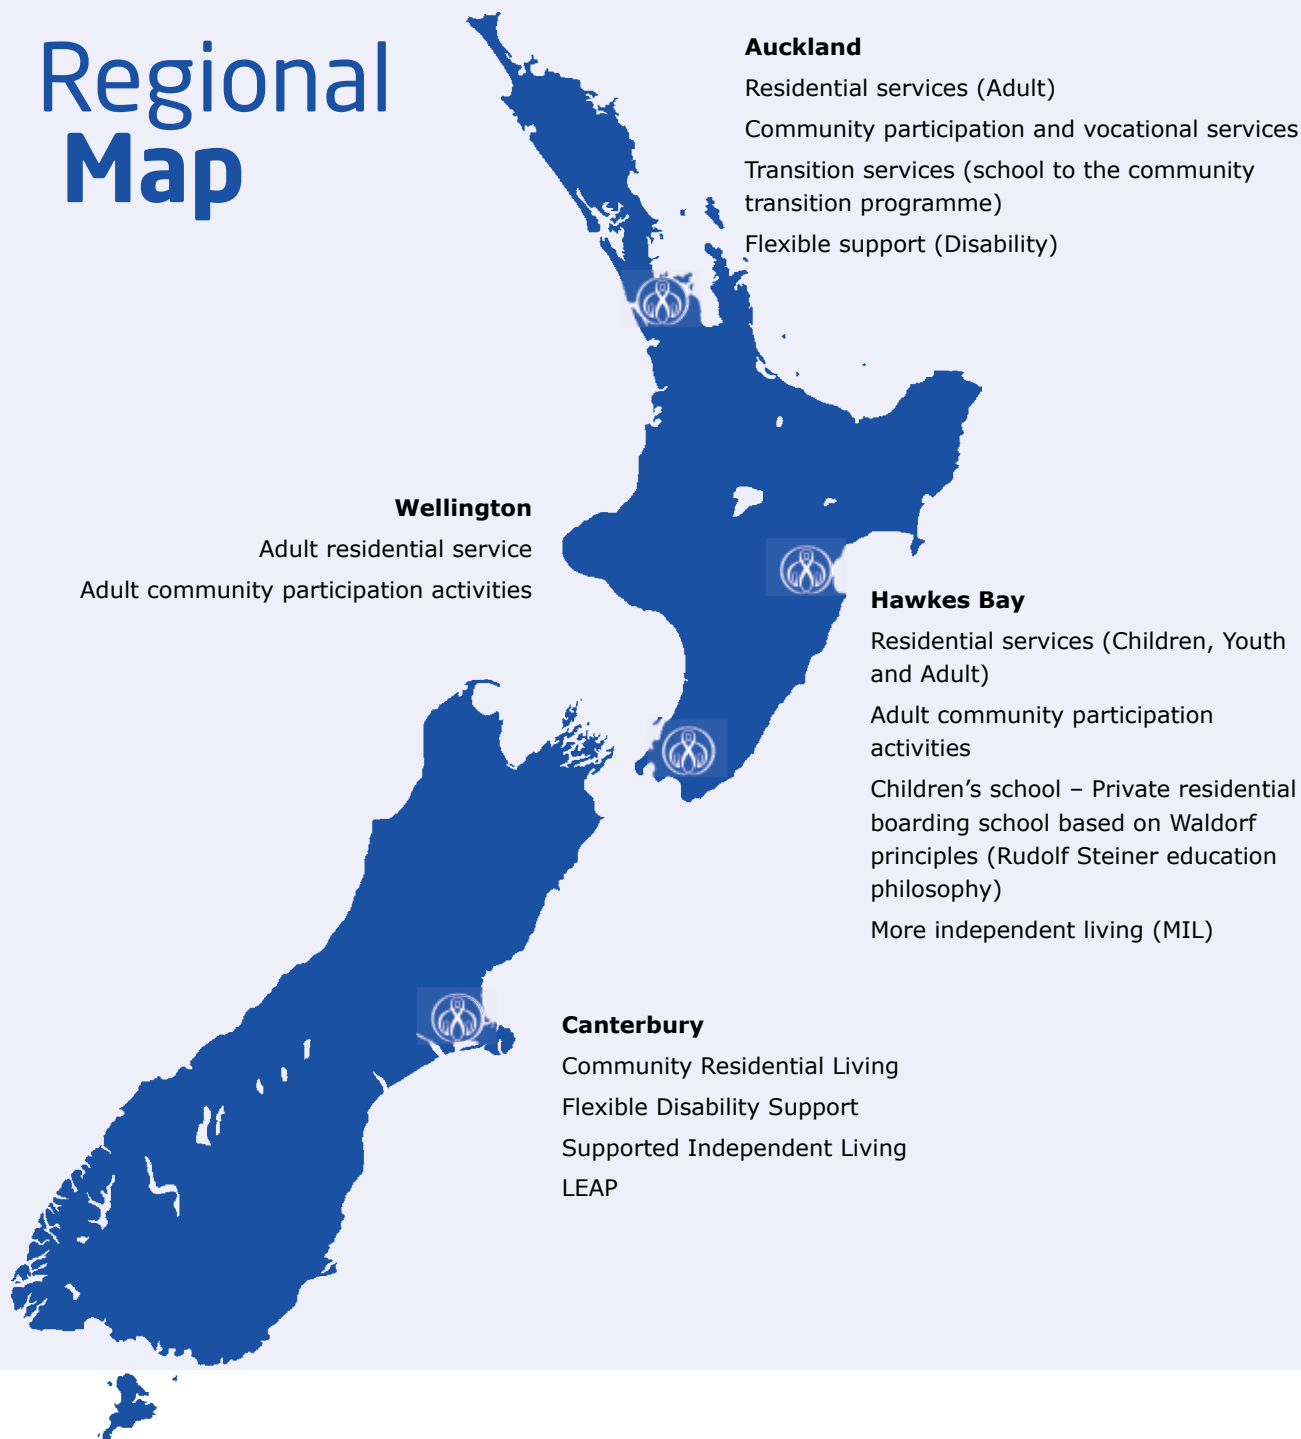 Regional
Map
Auckland
Residential services (Adult)
Community participation and vocational services
Transition services (school to the community
transition programme)
Flexible support (Disability)
Wellington
Adult residential service
Adult community participation activities
Hawkes Bay
Residential services (Children, Youth
and Adult)
Adult community participation
activities
Children’s school – Private residential
boarding school based on Waldorf
principles (Rudolf Steiner education
philosophy)
More independent living (MIL)
Canterbury
Community Residential Living
Flexible Disability Support
Supported Independent Living
LEAP